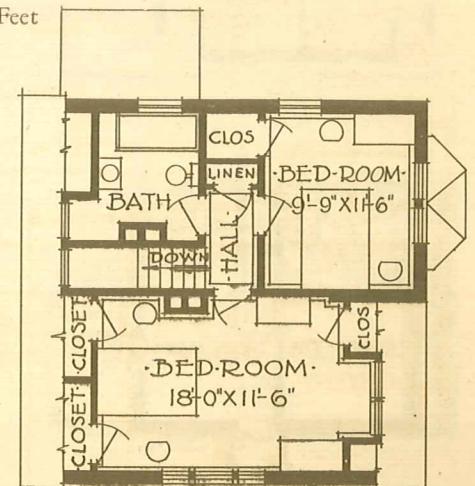 Feet
CLOS
LINEN
BATH
·BED-ROOM·
9'-9"X11'-6"
HALL
DOWN
CLOSET
CLOS
·BED-ROOM·
18'-0"X11'-6"
CLOSET